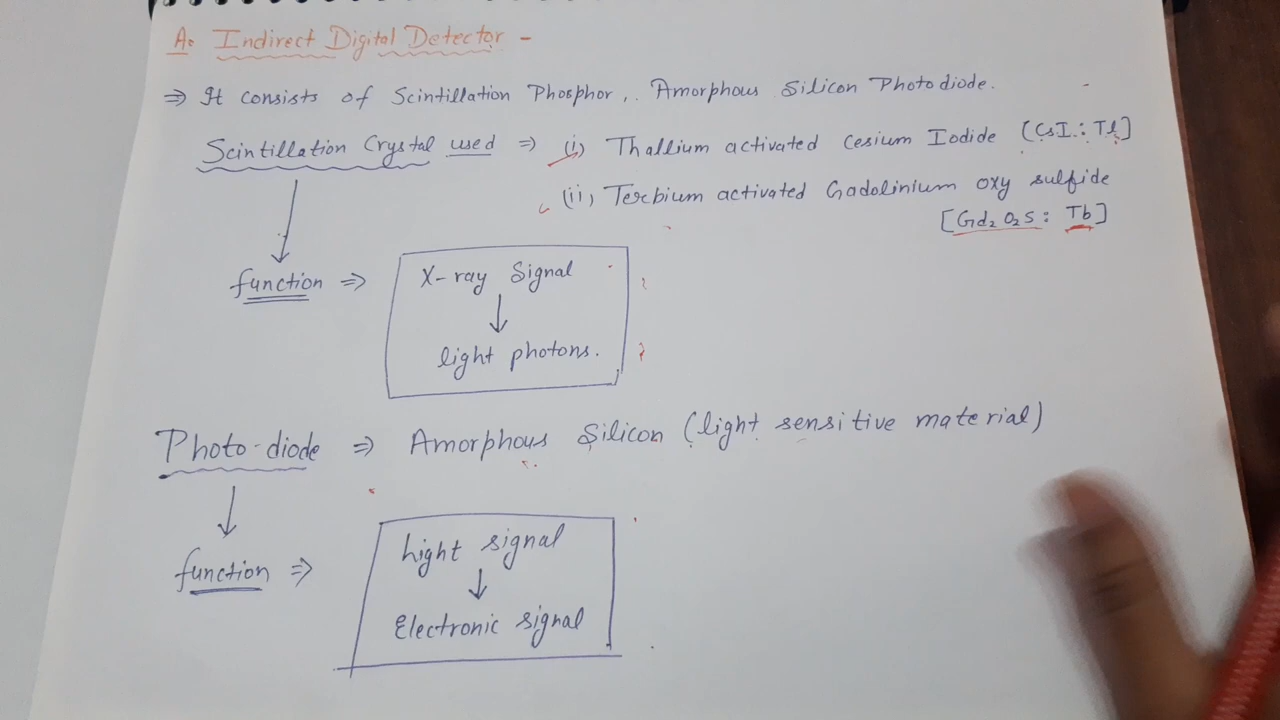 A: Indirect Digital Detector -
⇒ It consists of Scintillation Phosphor, Amorphous Silicon Photodiode.
Scintillation Crystal used ⇒ (i) Thallium activated Cesium Iodide [CsI : Tl]
(ii) Terbium activated Gadolinium oxy sulfide
[Gd₂O₂S : Tb]
function ⇒ X-ray Signal
↓
light photons.
Photo-diode ⇒ Amorphous Silicon (light sensitive material)
function ⇒ Light signal
↓
Electronic signal